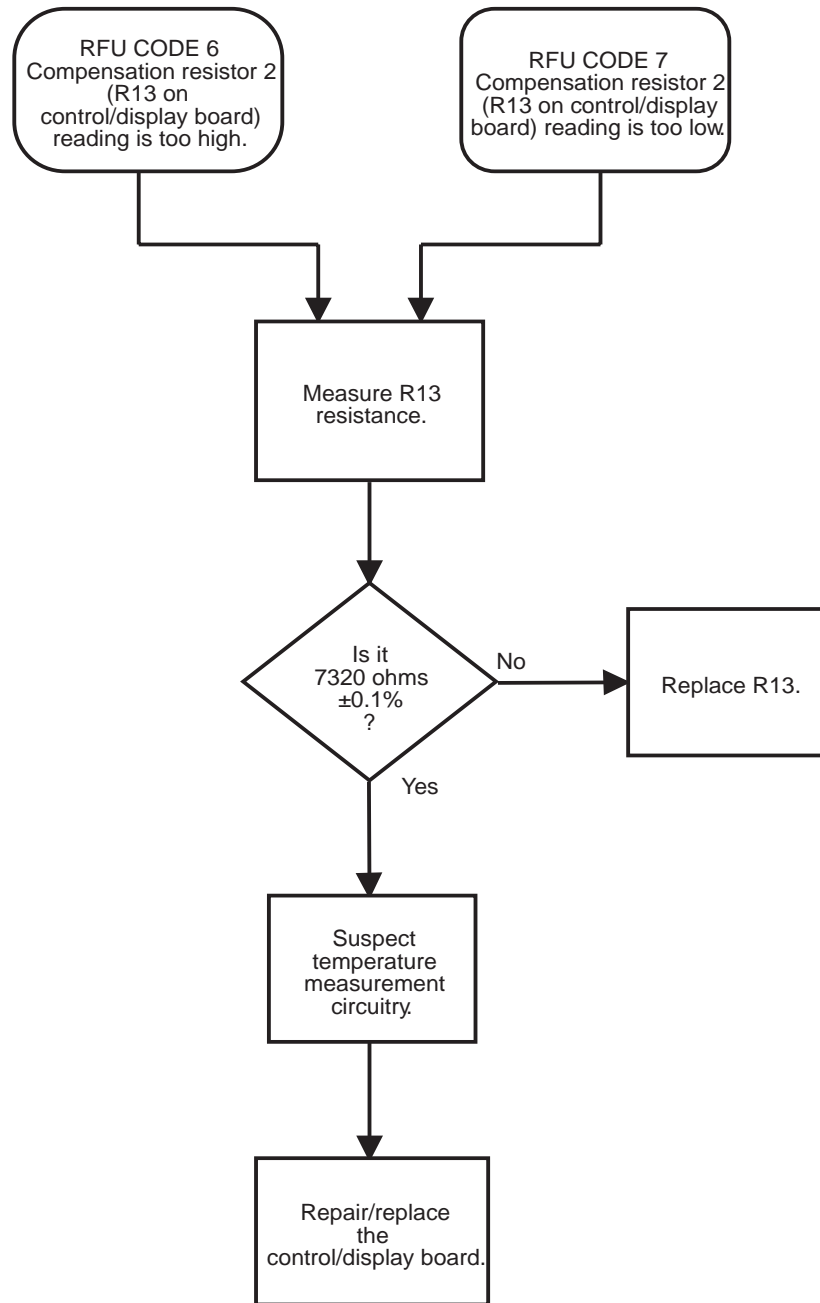 RFU CODE 6
Compensation resistor 2
(R13 on
control/display board)
reading is too high.
RFU CODE 7
Compensation resistor 2
(R13 on control/display
board) reading is too low.
Measure R13
resistance.
Is it
7320 ohms
±0.1%
?
No
Replace R13.
Yes
Suspect
temperature
measurement
circuitry.
Repair/replace
the
control/display board.